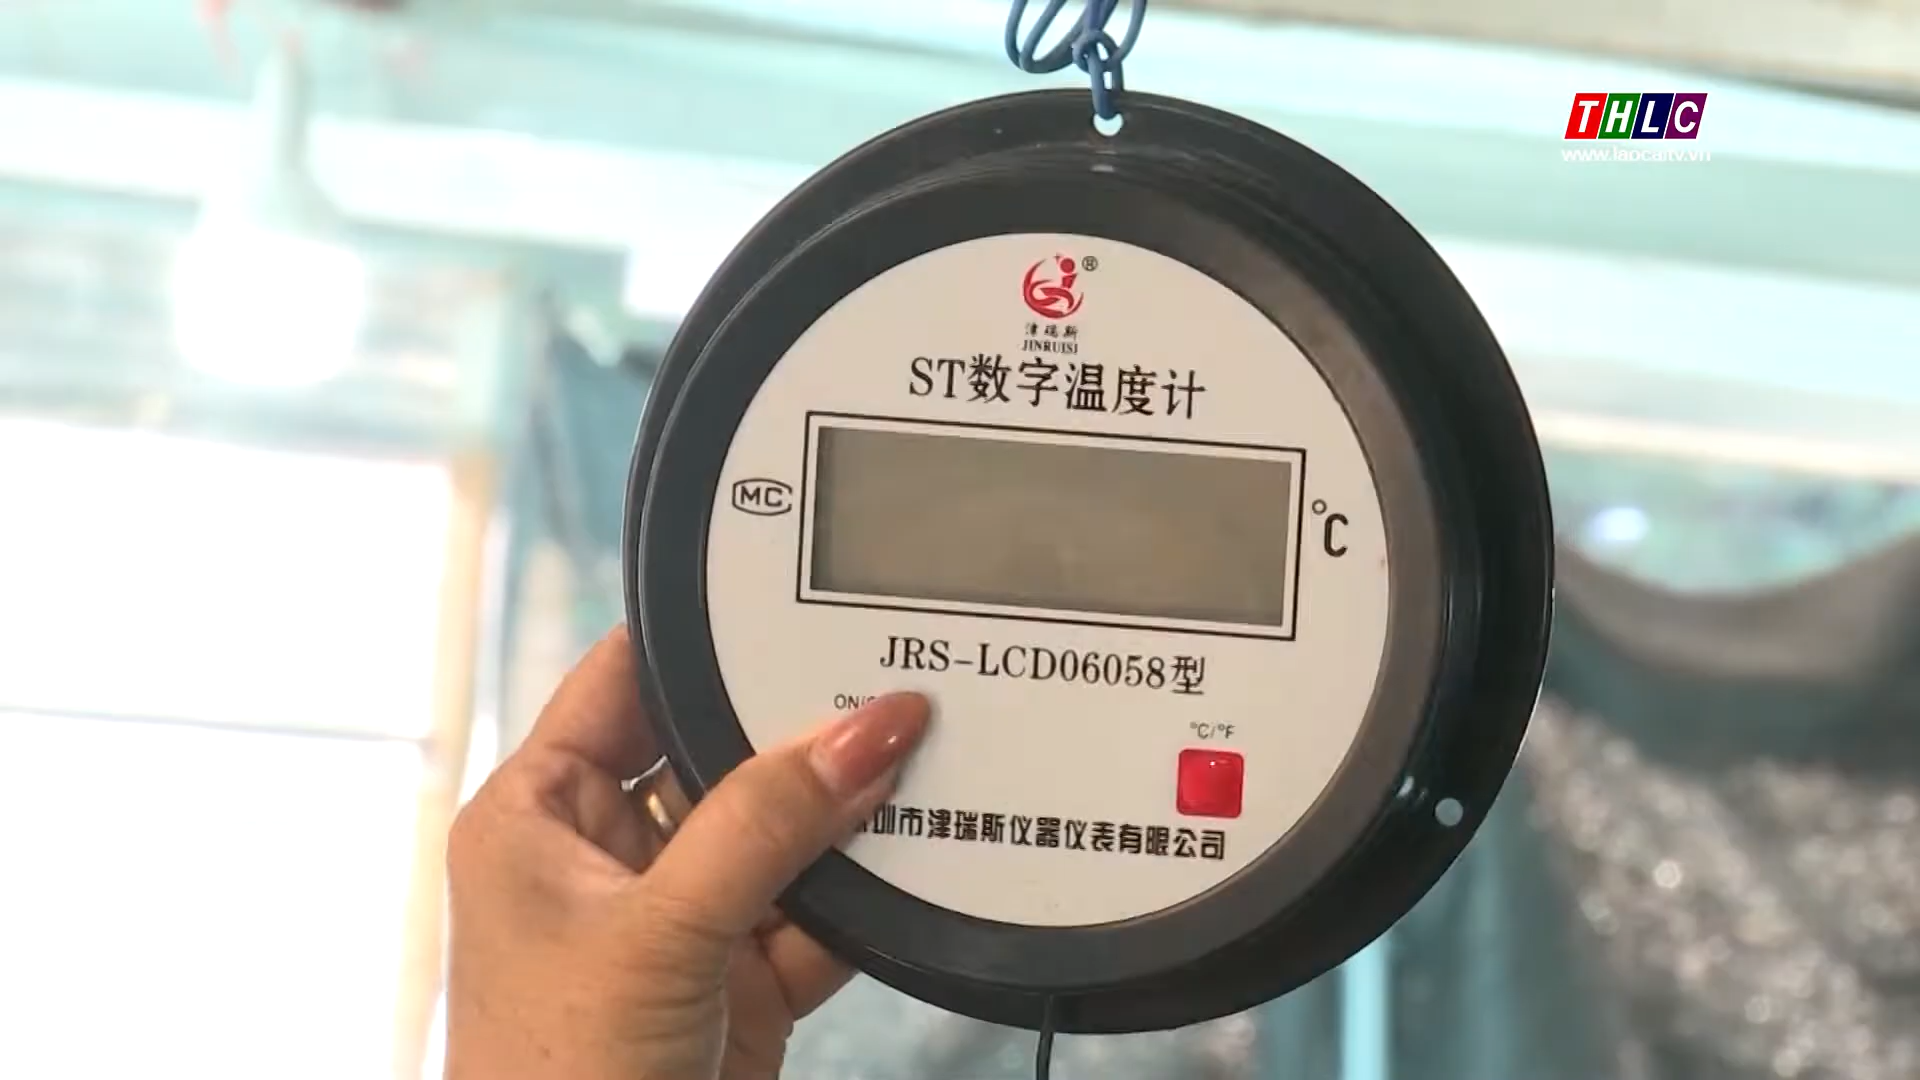 THLC
www.laocaitv.vn
®
津瑞斯
JINRUISI
ST数字温度计
MC
°C
JRS-LCD06058型
°C/°F
圳市津瑞斯仪器仪表有限公司